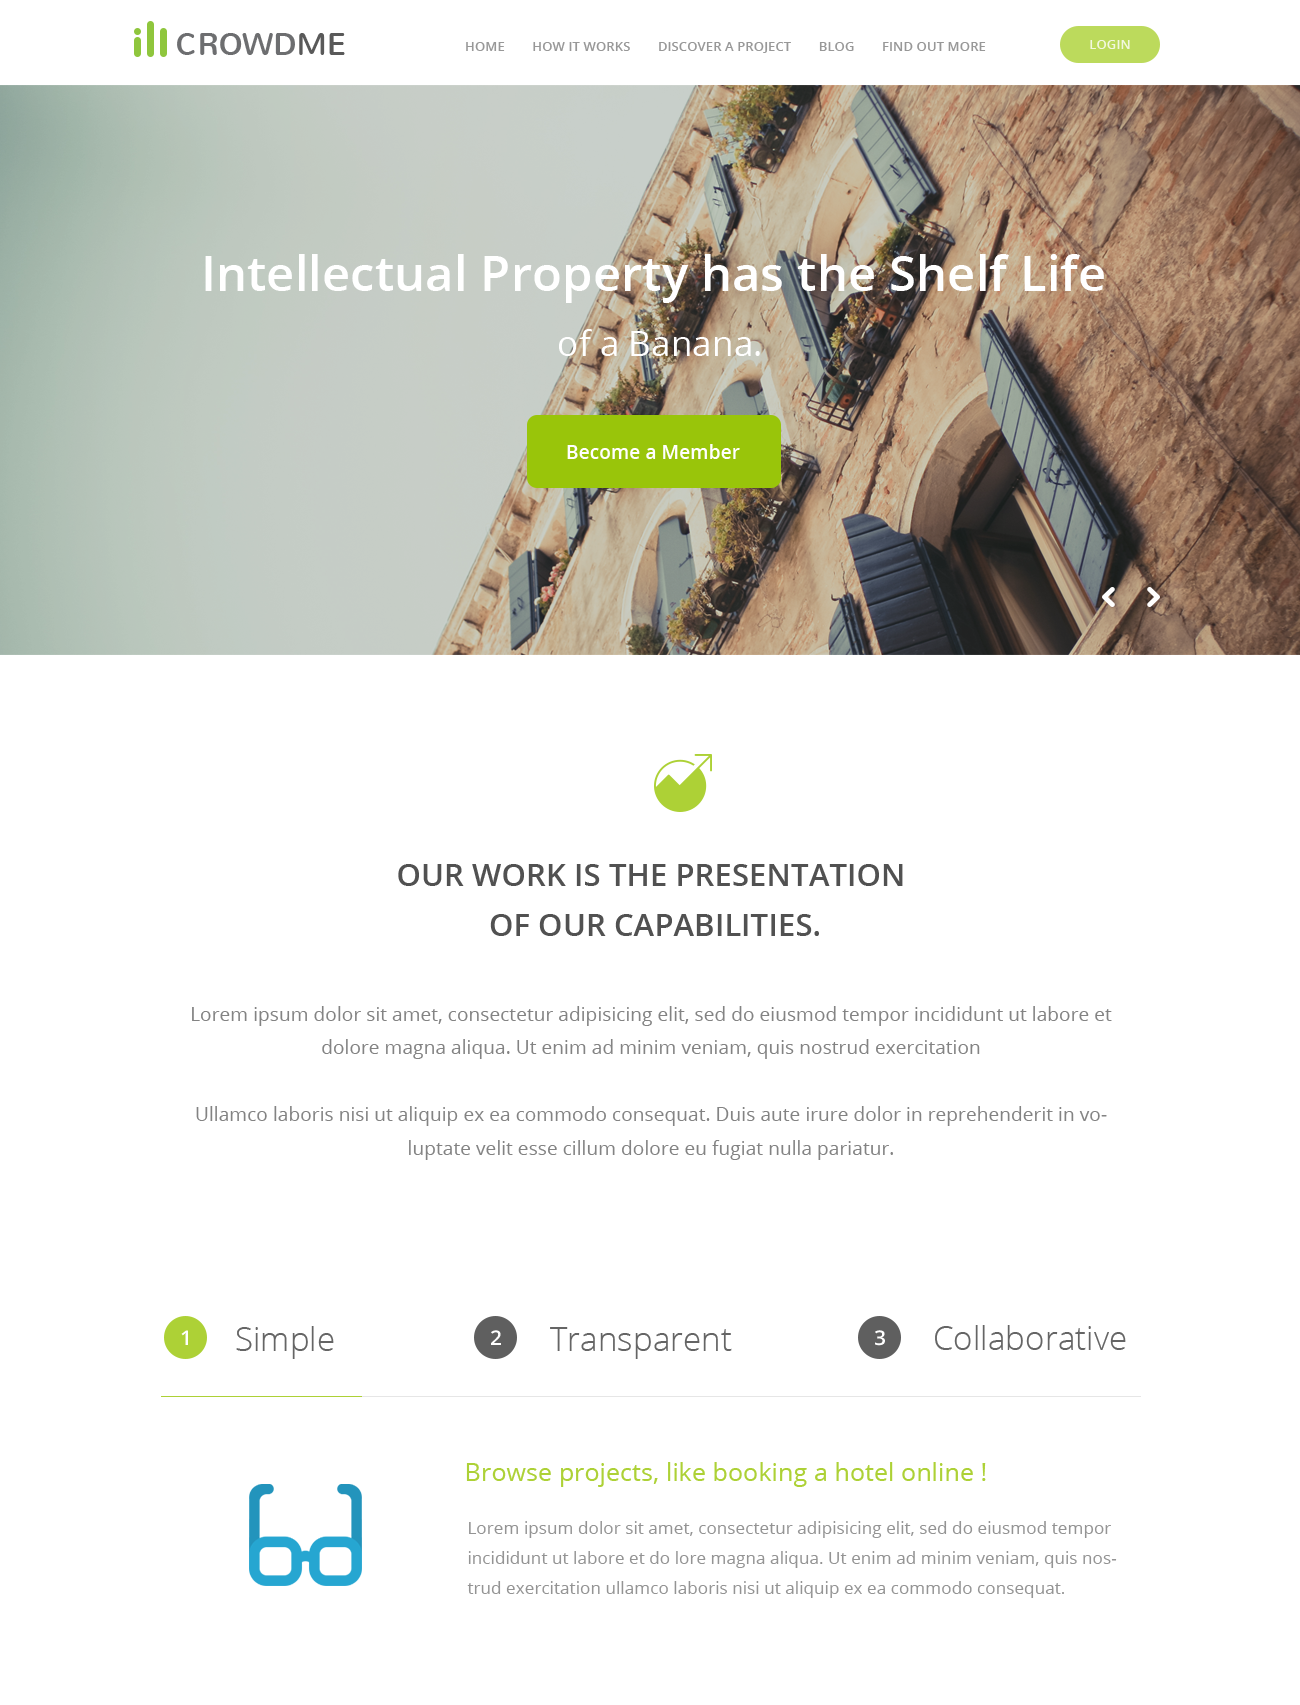 CROWDME
HOME HOW IT WORKS DISCOVER A PROJECT BLOG FIND OUT MORE LOGIN
Intellectual Property has the Shelf Life
of a Banana.
Become a Member
OUR WORK IS THE PRESENTATION
OF OUR CAPABILITIES.
Lorem ipsum dolor sit amet, consectetur adipisicing elit, sed do eiusmod tempor incididunt ut labore et
dolore magna aliqua. Ut enim ad minim veniam, quis nostrud exercitation
Ullamco laboris nisi ut aliquip ex ea commodo consequat. Duis aute irure dolor in reprehenderit in vo-
luptate velit esse cillum dolore eu fugiat nulla pariatur.
1 Simple 2 Transparent 3 Collaborative
Browse projects, like booking a hotel online !
Lorem ipsum dolor sit amet, consectetur adipisicing elit, sed do eiusmod tempor
incididunt ut labore et do lore magna aliqua. Ut enim ad minim veniam, quis nos-
trud exercitation ullamco laboris nisi ut aliquip ex ea commodo consequat.